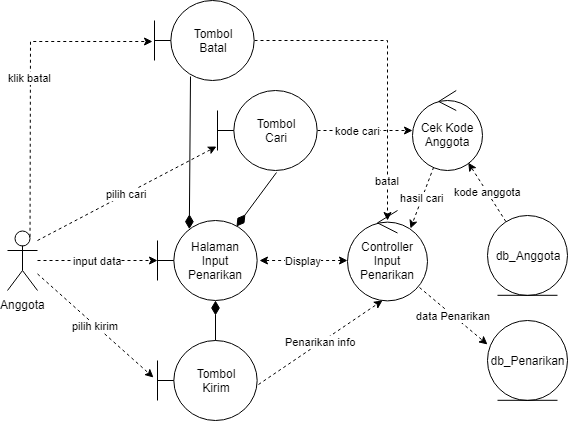 Tombol
Batal
klik batal
Tombol
Cari
kode cari
Cek Kode
Anggota
pilih cari
batal
hasil cari
kode anggota
Anggota
input data
Halaman
Input
Penarikan
Display
Controller
Input
Penarikan
db_Anggota
pilih kirim
Penarikan info
data Penarikan
Tombol
Kirim
db_Penarikan